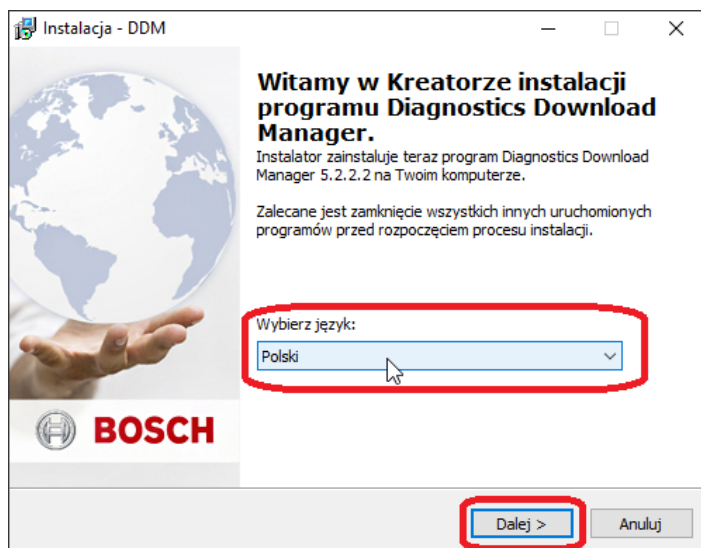 Instalacja - DDM
Witamy w Kreatorze instalacji
programu Diagnostics Download
Manager.
Instalator zainstaluje teraz program Diagnostics Download
Manager 5.2.2.2 na Twoim komputerze.
Zalecane jest zamknięcie wszystkich innych uruchomionych
programów przed rozpoczęciem procesu instalacji.
Wybierz język:
Polski
BOSCH
Dalej >
Anuluj